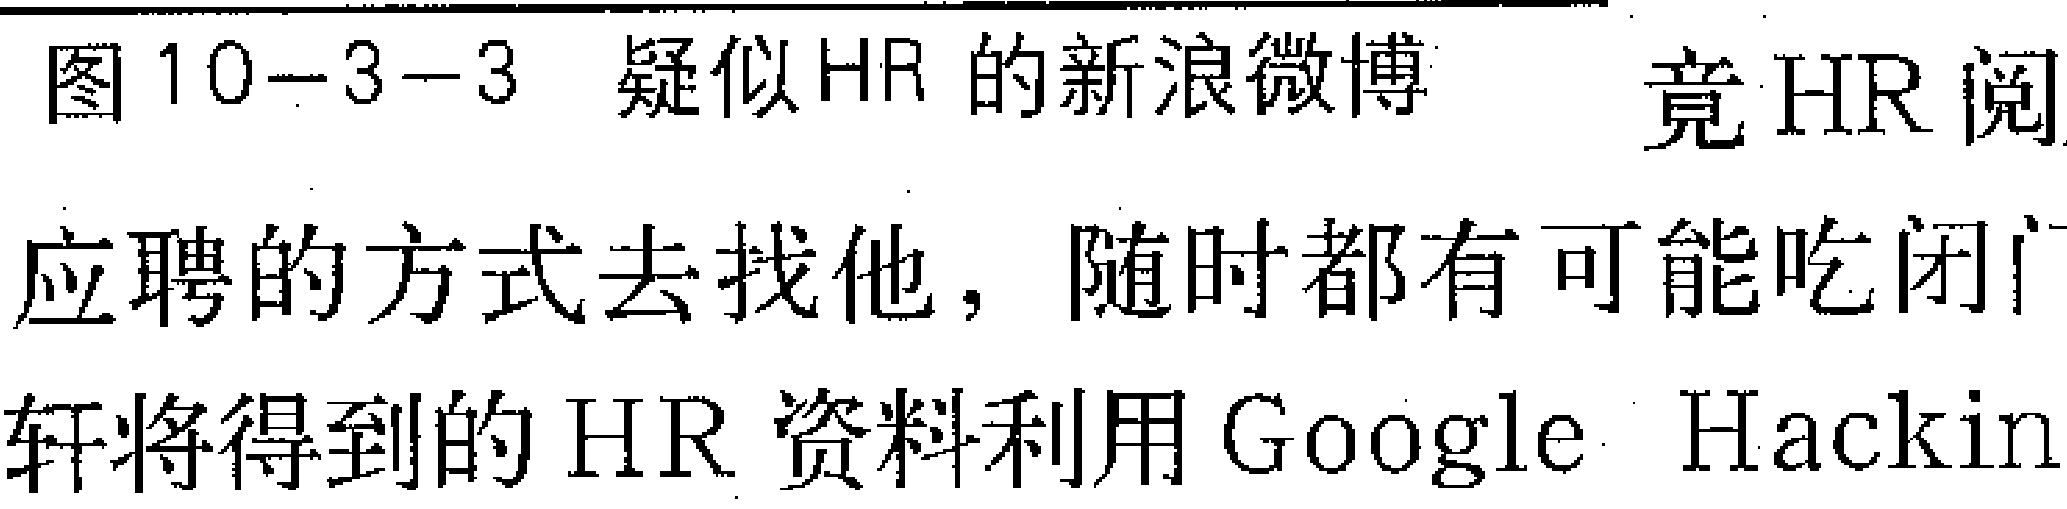 图10-3-3 疑似HR的新浪微博 竟HR阅
应聘的方式去找他，随时都有可能吃闭门
轩将得到的HR资料利用Google Hackin